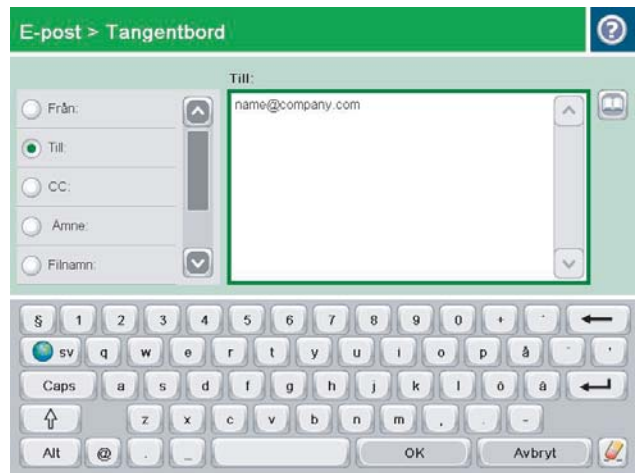 E-post > Tangentbord
?
Till:
Från:
name@company.com
Till:
CC:
Ämne:
Filnamn:
§ 1 2 3 4 5 6 7 8 9 0 + ´
sv q w e r t y u i o p å ¨ '
Caps a s d f g h j k l ö ä
z x c v b n m , . -
Alt @ . _ OK Avbryt